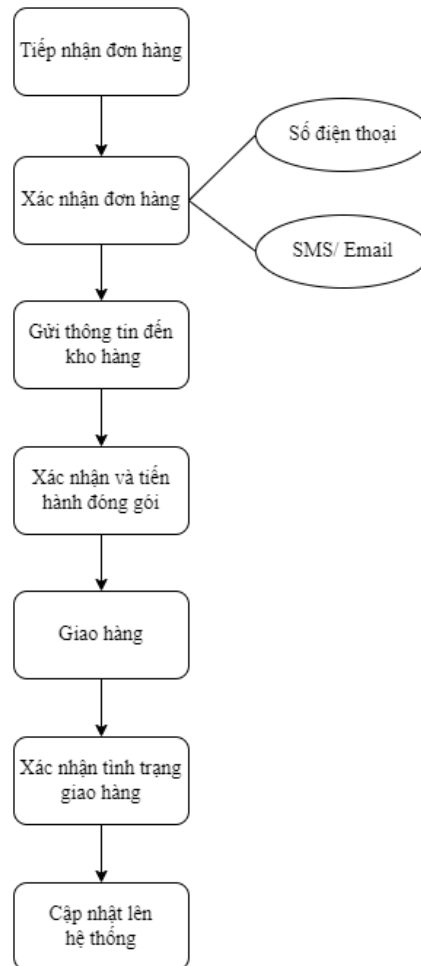 Tiếp nhận đơn hàng
Số điện thoại
Xác nhận đơn hàng
SMS/ Email
Gửi thông tin đến
kho hàng
Xác nhận và tiến
hành đóng gói
Giao hàng
Xác nhận tình trạng
giao hàng
Cập nhật lên
hệ thống